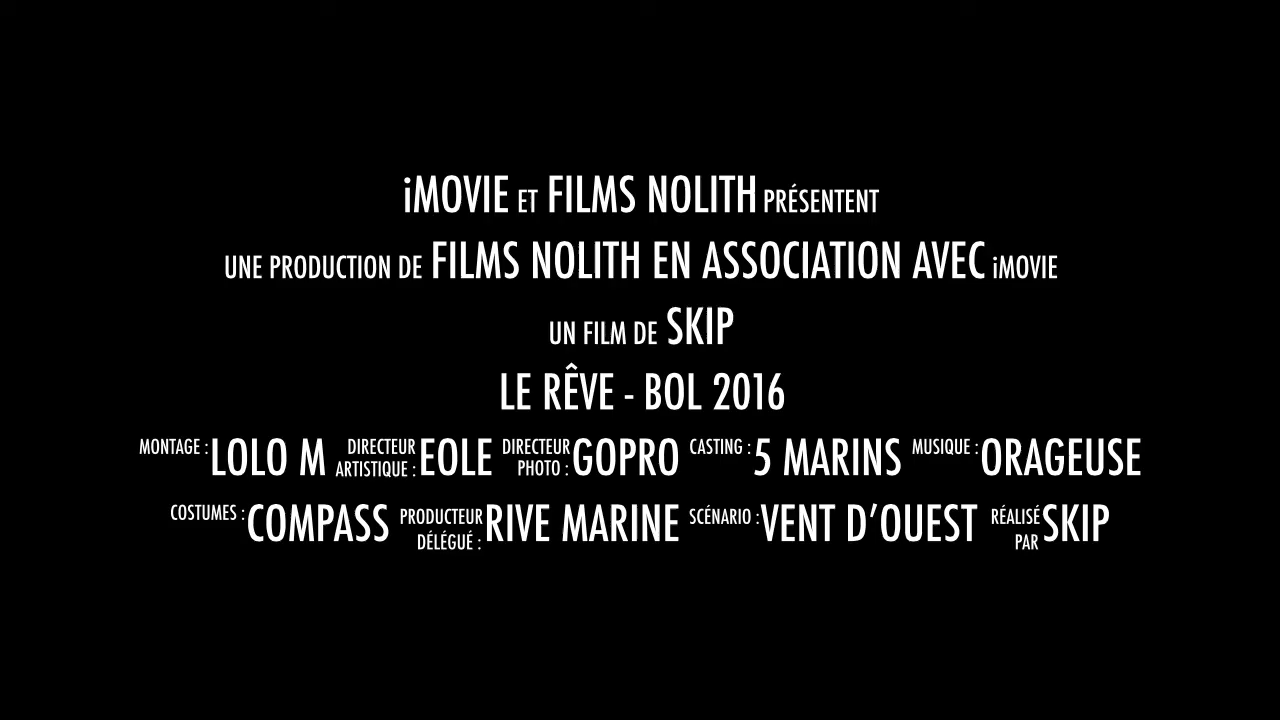 iMOVIE ET FILMS NOLITH PRÉSENTENT
UNE PRODUCTION DE FILMS NOLITH EN ASSOCIATION AVEC iMOVIE
UN FILM DE SKIP
LE RÊVE - BOL 2016
MONTAGE : LOLO M DIRECTEUR ARTISTIQUE : EOLE DIRECTEUR PHOTO : GOPRO CASTING : 5 MARINS MUSIQUE : ORAGEUSE
COSTUMES : COMPASS PRODUCTEUR DÉLÉGUÉ : RIVE MARINE SCÉNARIO : VENT D’OUEST RÉALISÉ PAR SKIP